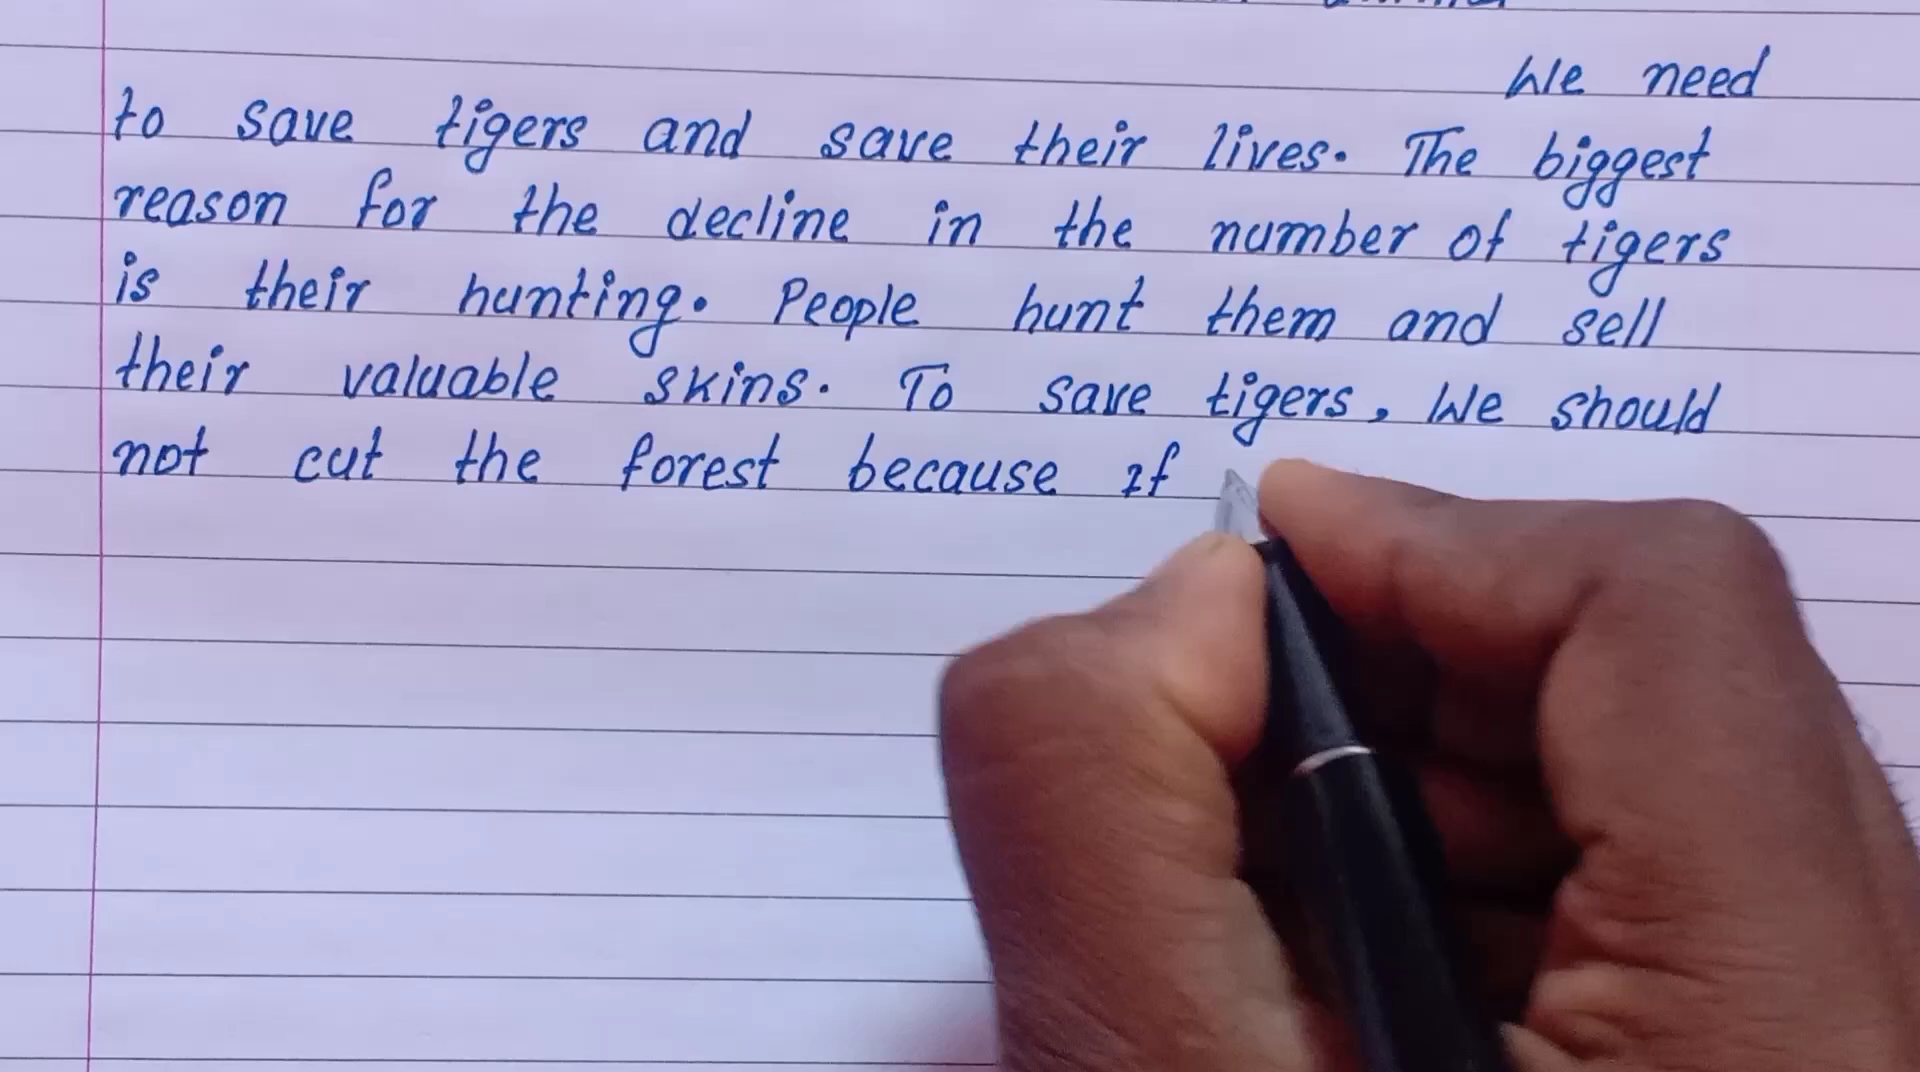 We need
to save tigers and save their lives. The biggest
reason for the decline in the number of tigers
is their hunting. People hunt them and sell
their valuable skins. To save tigers, We should
not cut the forest because if